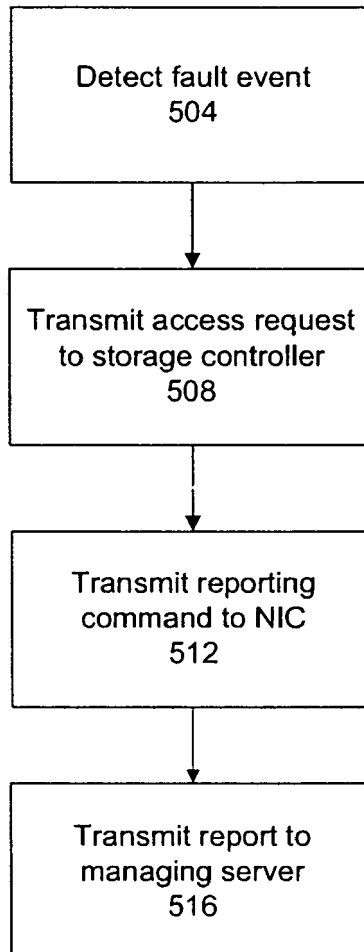 Detect fault event
504
Transmit access request
to storage controller
508
Transmit reporting
command to NIC
512
Transmit report to
managing server
516